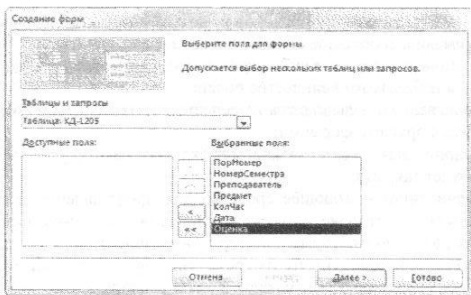 Создание форм
Выберите поля для формы.
Допускается выбор нескольких таблиц или запросов.
Таблицы и запросы
Таблица: КД-L205
Доступные поля:
Выбранные поля:
ПорНомер
НомерСеместра
Преподаватель
Предмет
КолЧас
Дата
Оценка
<
<<
Отмена
Далее >
Готово